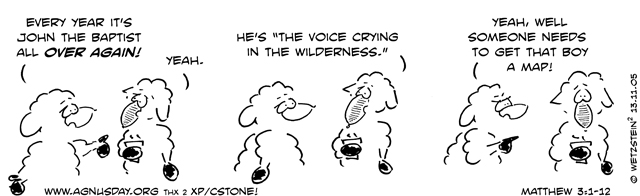 EVERY YEAR IT'S
JOHN THE BAPTIST
ALL OVER AGAIN!
YEAH.
HE'S "THE VOICE CRYING
IN THE WILDERNESS."
YEAH, WELL
SOMEONE NEEDS
TO GET THAT BOY
A MAP!
WWW.AGNUSDAY.ORG THX 2 XP/CSTONE!
MATTHEW 3:1-12
© WETZSTEIN² 13.11.05